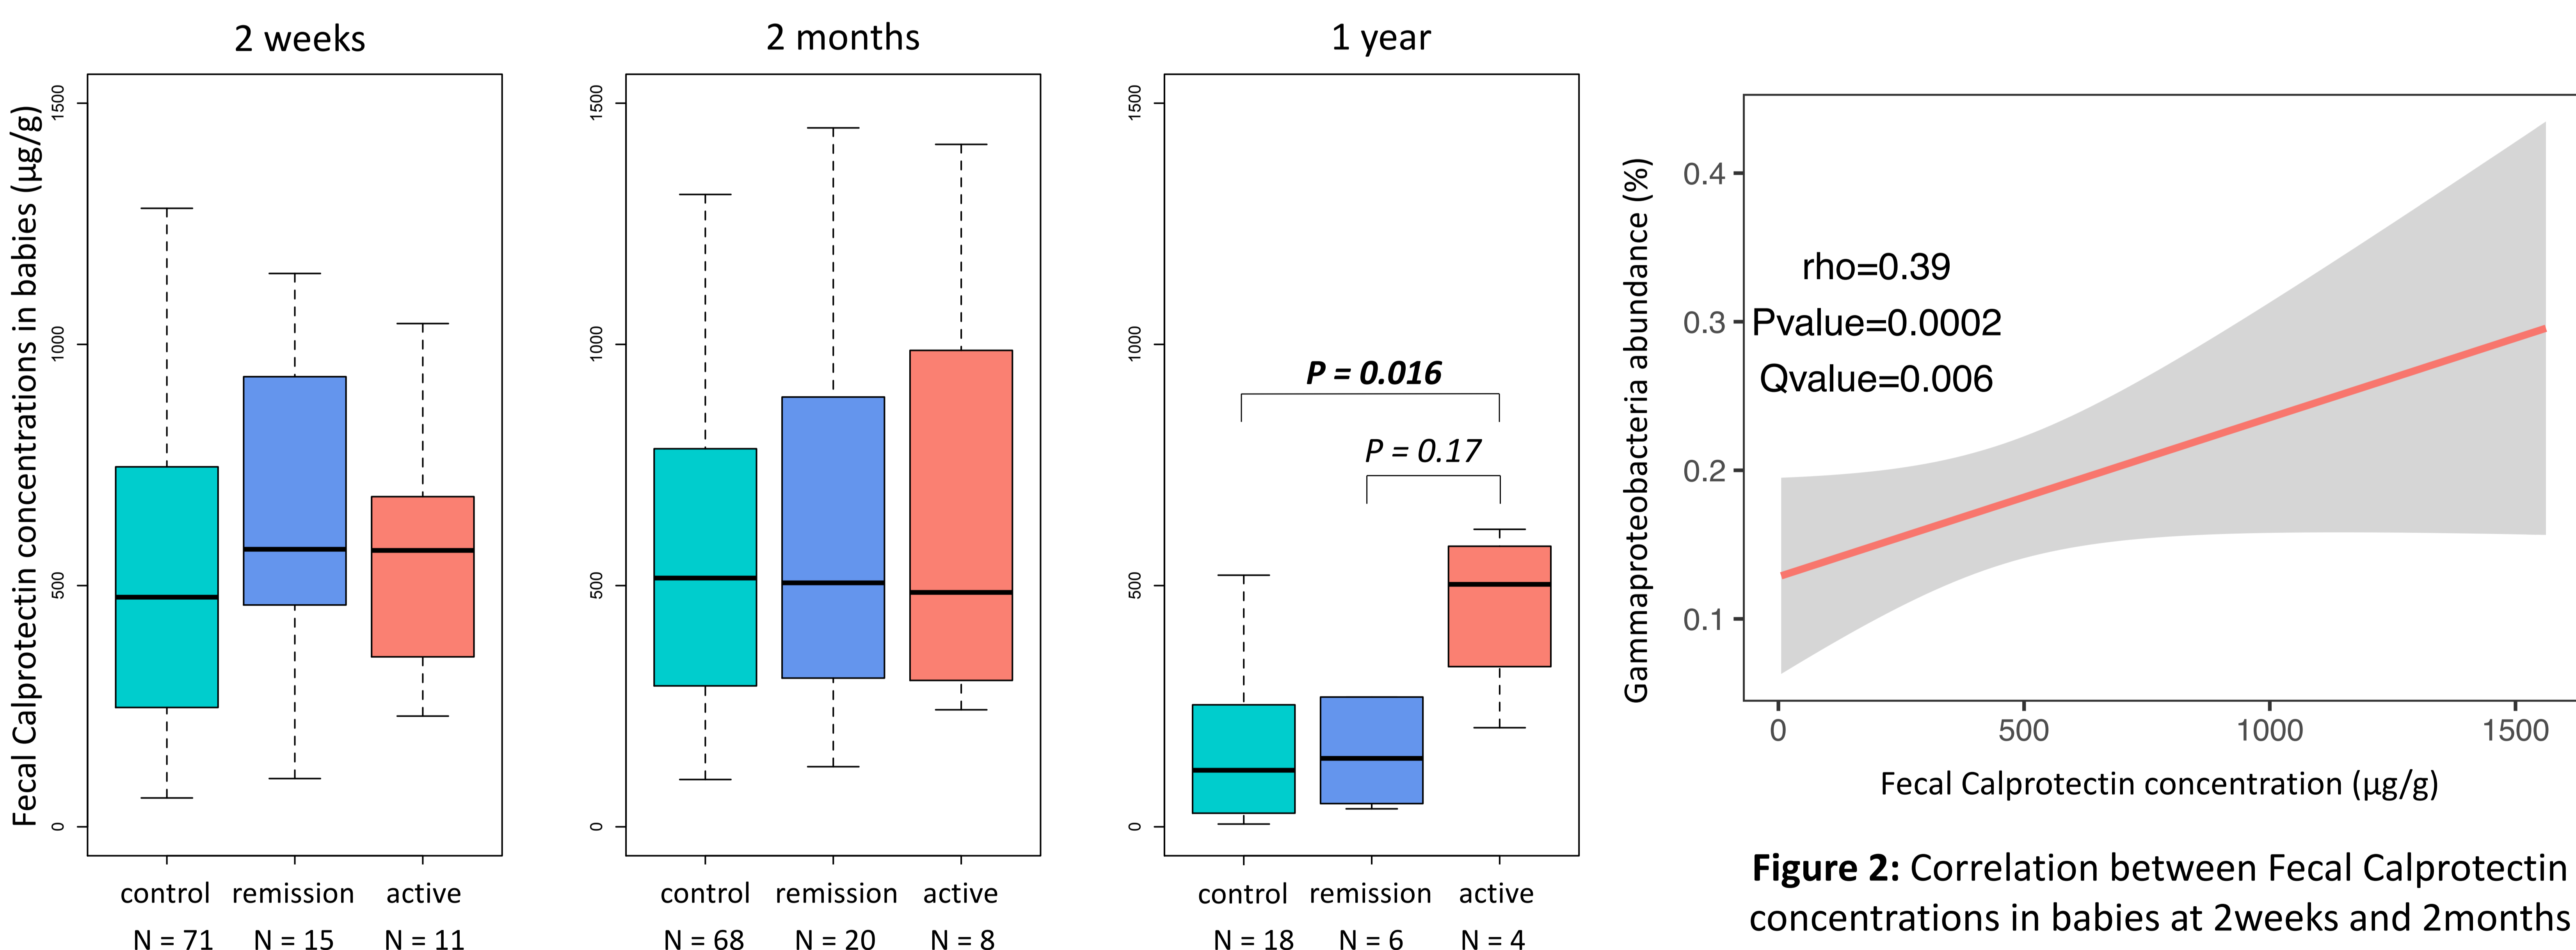 2 weeks
2 months
1 year
Fecal Calprotectin concentrations in babies (µg/g)
1500
1000
500
0
control remission active
N = 71 N = 15 N = 11
1500
1000
500
0
control remission active
N = 68 N = 20 N = 8
1500
1000
500
0
P = 0.016
P = 0.17
control remission active
N = 18 N = 6 N = 4
Gammaproteobacteria abundance (%)
0.4
0.3
0.2
0.1
rho=0.39
Pvalue=0.0002
Qvalue=0.006
0 500 1000 1500
Fecal Calprotectin concentration (µg/g)
Figure 2: Correlation between Fecal Calprotectin
concentrations in babies at 2weeks and 2months